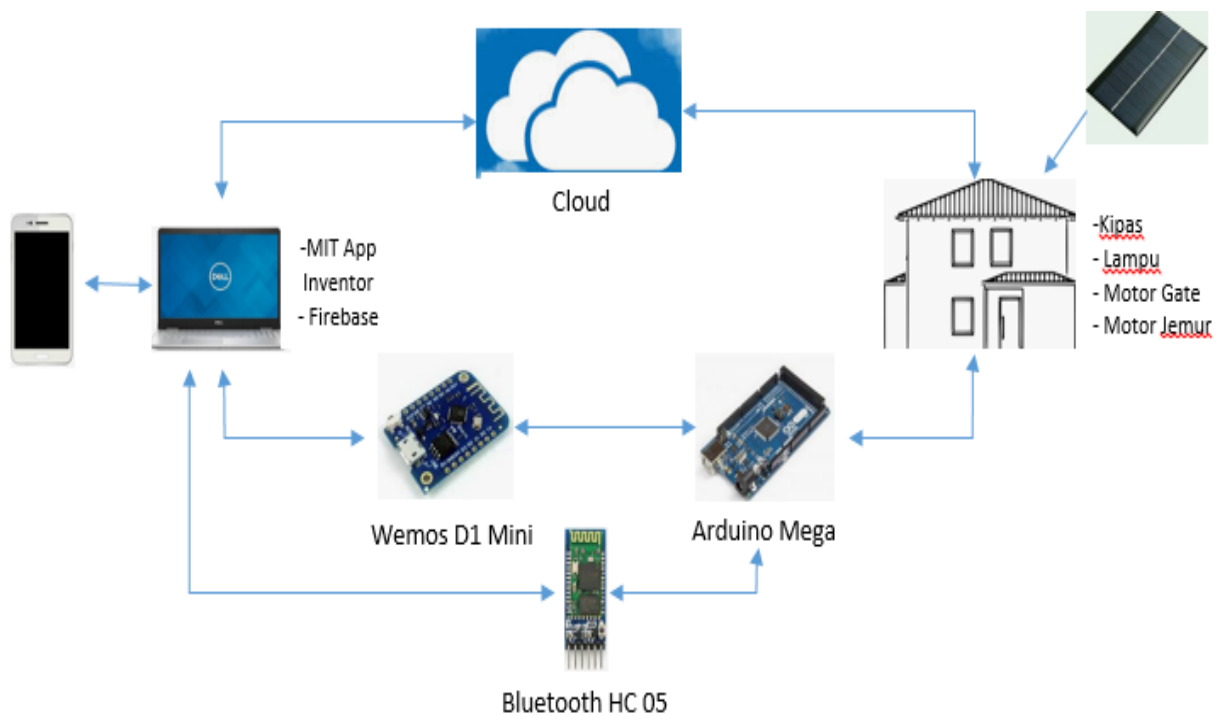 Cloud
-MIT App
Inventor
- Firebase
DELL
-Kipas
- Lampu
- Motor Gate
- Motor Jemur
Wemos D1 Mini
Arduino Mega
Bluetooth HC 05